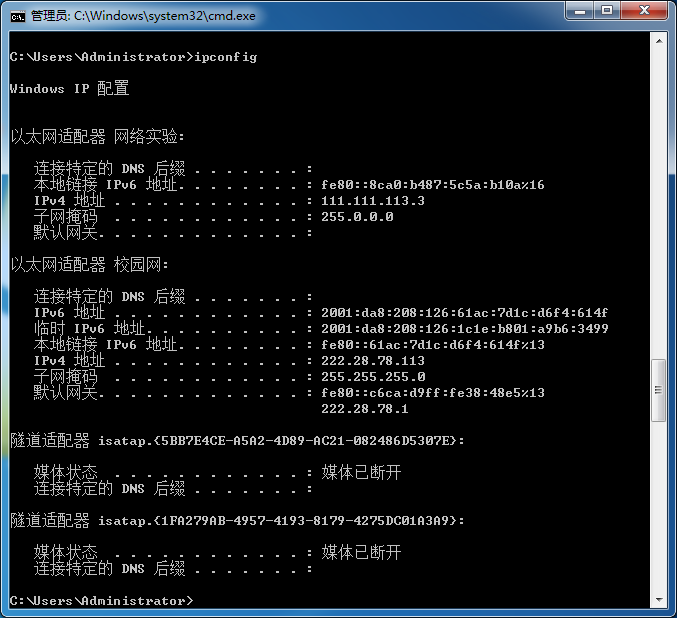 管理员: C:\Windows\system32\cmd.exe
C:\Users\Administrator>ipconfig
Windows IP 配置
以太网适配器 网络实验:
连接特定的 DNS 后缀 . . . . . . . :
本地链接 IPv6 地址. . . . . . . . : fe80::8ca0:b487:5c5a:b10a%16
IPv4 地址 . . . . . . . . . . . . : 111.111.113.3
子网掩码 . . . . . . . . . . . . : 255.0.0.0
默认网关. . . . . . . . . . . . . :
以太网适配器 校园网:
连接特定的 DNS 后缀 . . . . . . . :
IPv6 地址 . . . . . . . . . . . . : 2001:da8:208:126:61ac:7d1c:d6f4:614f
临时 IPv6 地址. . . . . . . . . . : 2001:da8:208:126:1c1e:b801:a9b6:3499
本地链接 IPv6 地址. . . . . . . . : fe80::61ac:7d1c:d6f4:614f%13
IPv4 地址 . . . . . . . . . . . . : 222.28.78.113
子网掩码 . . . . . . . . . . . . : 255.255.255.0
默认网关. . . . . . . . . . . . . : fe80::c6ca:d9ff:fe38:48e5%13
222.28.78.1
隧道适配器 isatap.{5BB7E4CE-A5A2-4D89-AC21-082486D5307E}:
媒体状态 . . . . . . . . . . . . : 媒体已断开
连接特定的 DNS 后缀 . . . . . . . :
隧道适配器 isatap.{1FA279AB-4957-4193-8179-4275DC01A3A9}:
媒体状态 . . . . . . . . . . . . : 媒体已断开
连接特定的 DNS 后缀 . . . . . . . :
C:\Users\Administrator>